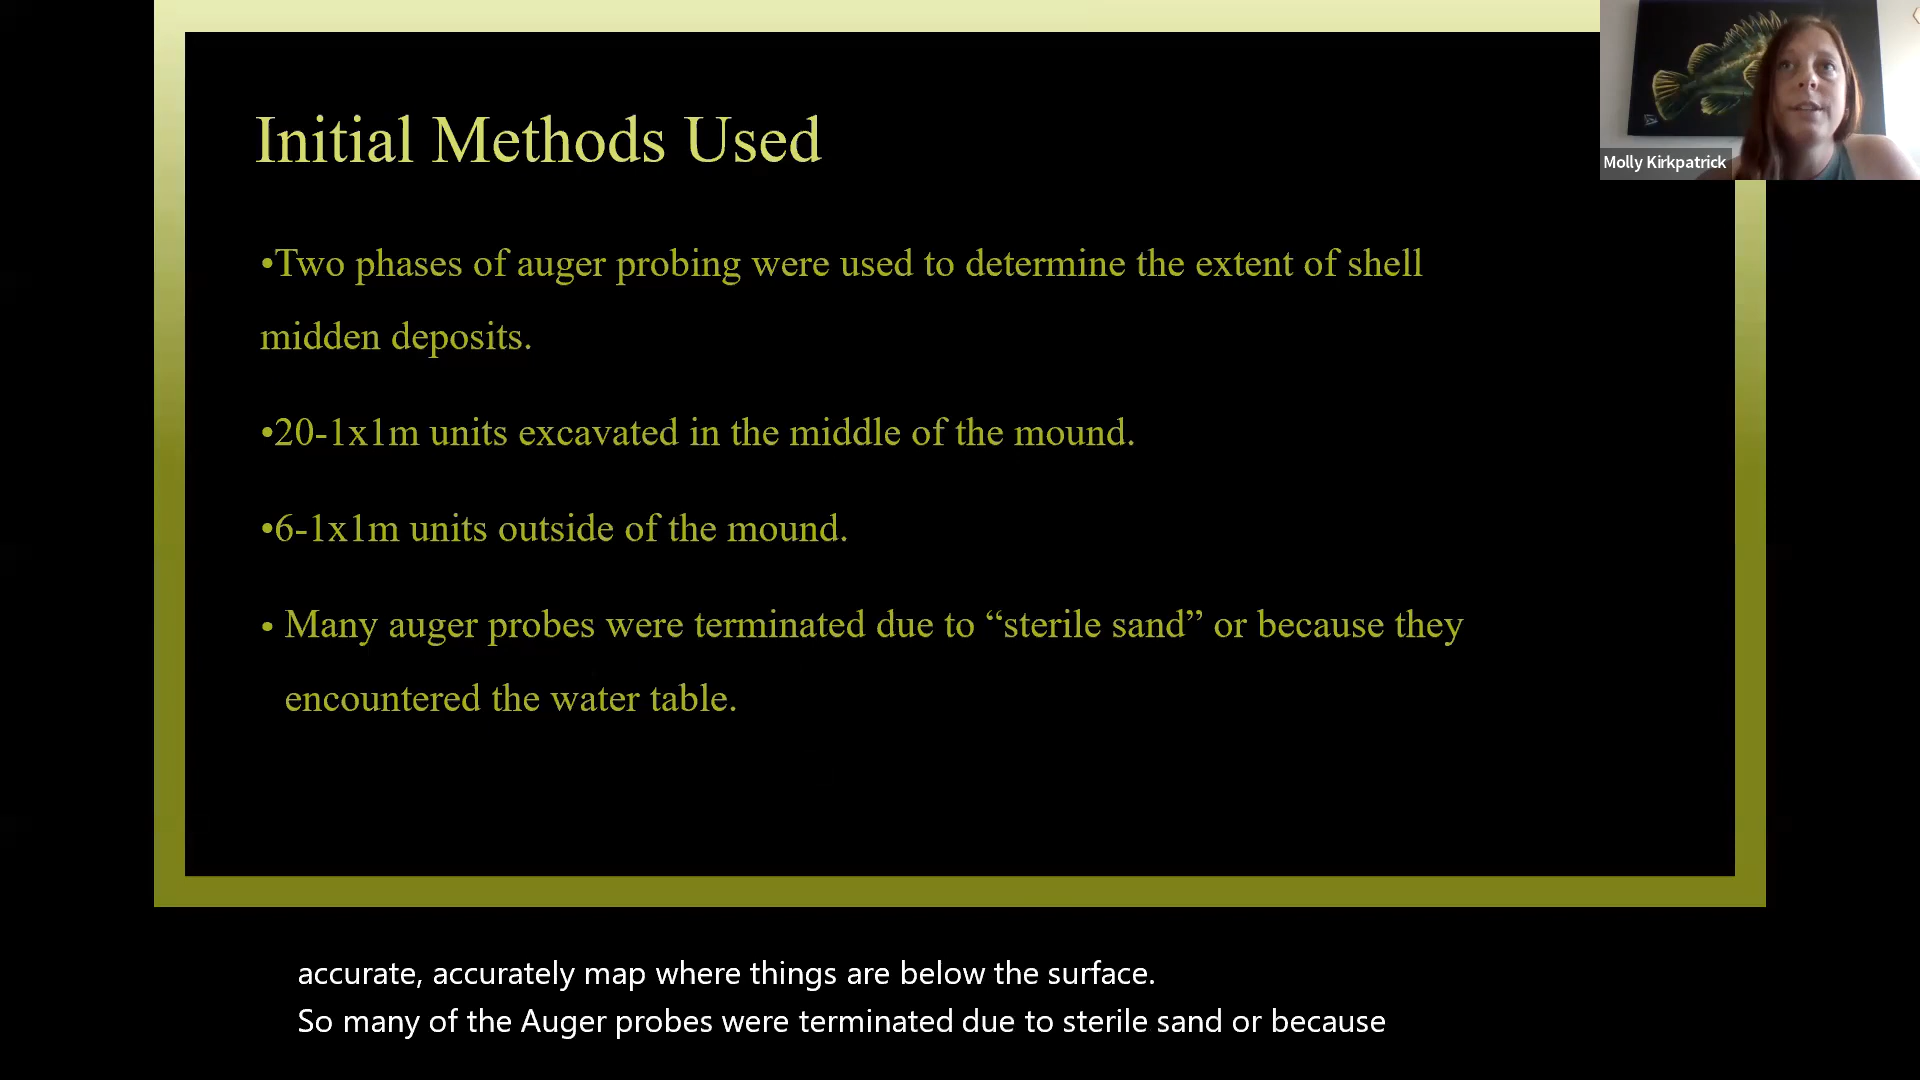 Initial Methods Used
Molly Kirkpatrick
•Two phases of auger probing were used to determine the extent of shell
midden deposits.
•20-1x1m units excavated in the middle of the mound.
•6-1x1m units outside of the mound.
• Many auger probes were terminated due to “sterile sand” or because they
encountered the water table.
accurate, accurately map where things are below the surface.
So many of the Auger probes were terminated due to sterile sand or because